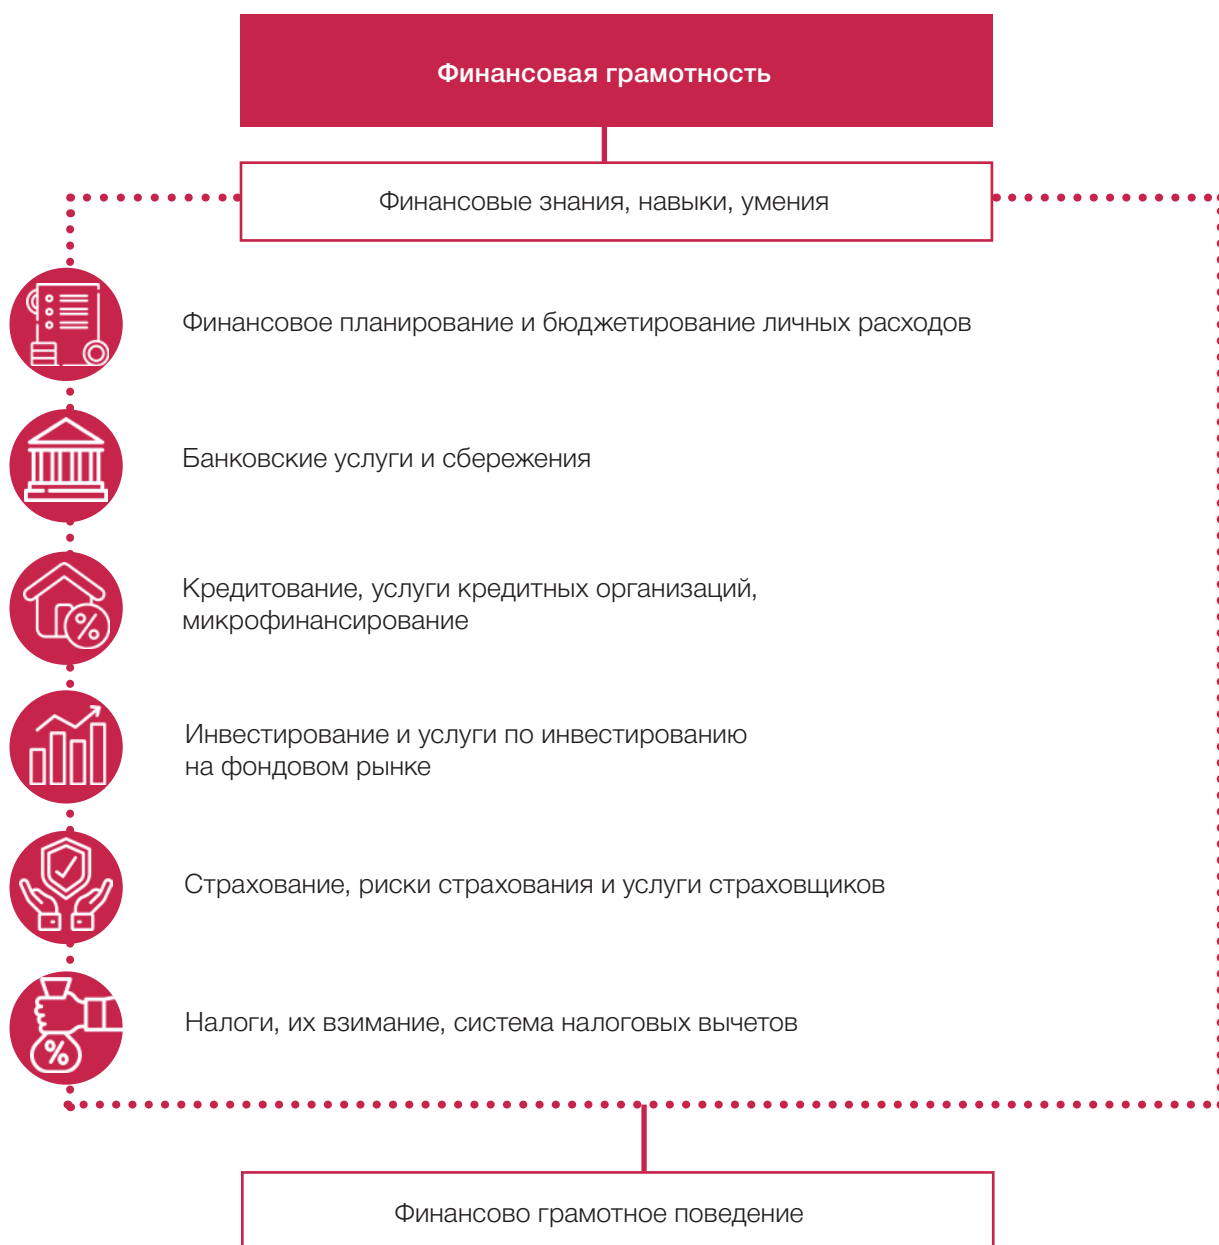 Финансовая грамотность
Финансовые знания, навыки, умения
Финансовое планирование и бюджетирование личных расходов
Банковские услуги и сбережения
Кредитование, услуги кредитных организаций,
микрофинансирование
%
Инвестирование и услуги по инвестированию
на фондовом рынке
Страхование, риски страхования и услуги страховщиков
Налоги, их взимание, система налоговых вычетов
%
Финансово грамотное поведение